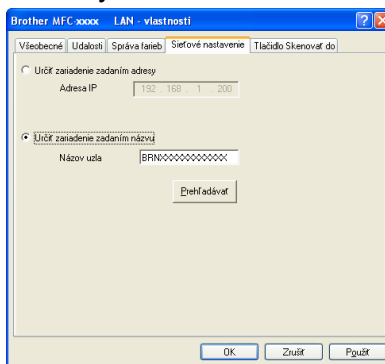 Brother MFC-xxxx LAN - vlastnosti
Všeobecné Udalosti Správa farieb Sieťové nastavenie Tlačidlo Skenovať do
Určiť zariadenie zadaním adresy
Adresa IP 192 . 168 . 1 . 200
Určiť zariadenie zadaním názvu
Názov uzla BRNXXXXXXXXXXXX
Prehľadávať
OK Zrušiť Použiť